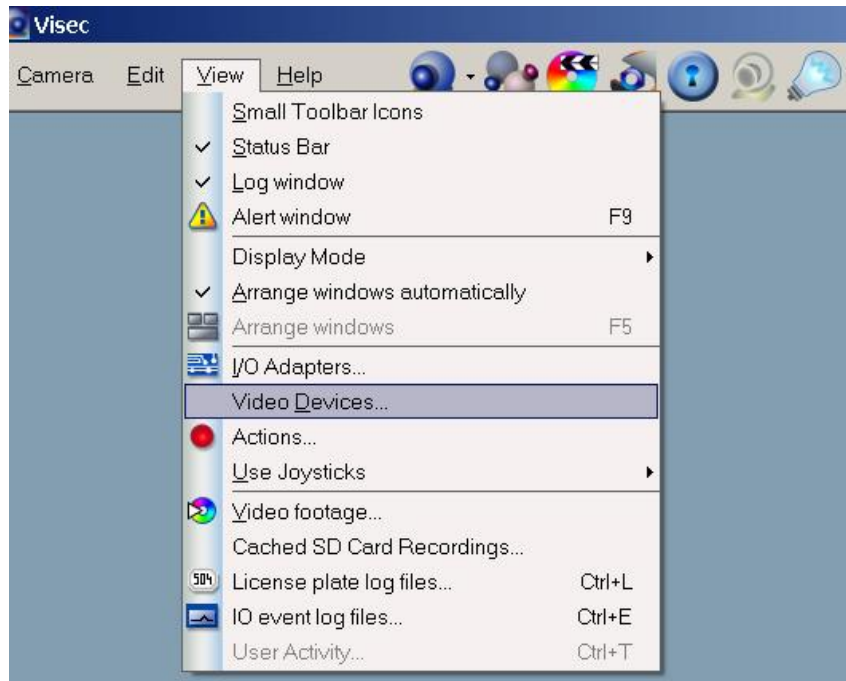 Visec
Camera Edit View Help
Small Toolbar Icons
Status Bar
Log window
Alert window F9
Display Mode
Arrange windows automatically
Arrange windows F5
I/O Adapters...
Video Devices...
Actions...
Use Joysticks
Video footage...
Cached SD Card Recordings...
504 License plate log files... Ctrl+L
IO event log files... Ctrl+E
User Activity... Ctrl+T